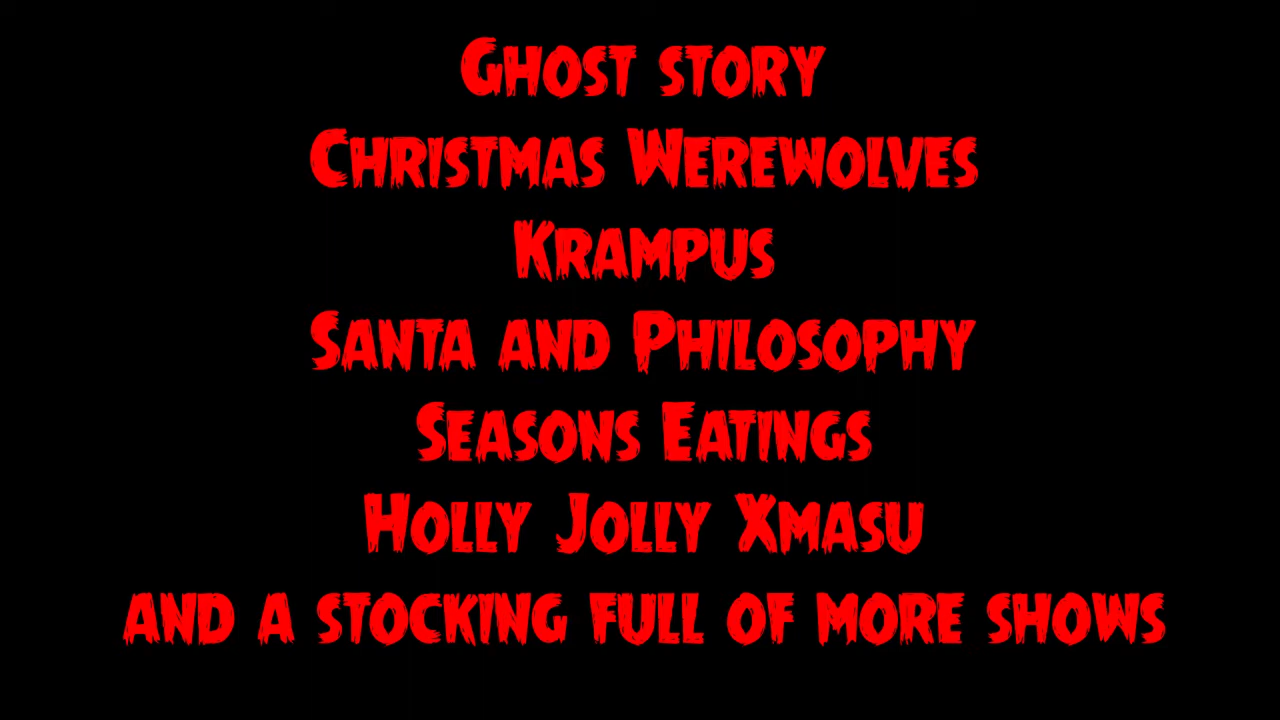 Ghost story
Christmas Werewolves
Krampus
Santa and Philosophy
Seasons Eatings
Holly Jolly Xmasu
and a stocking full of more shows